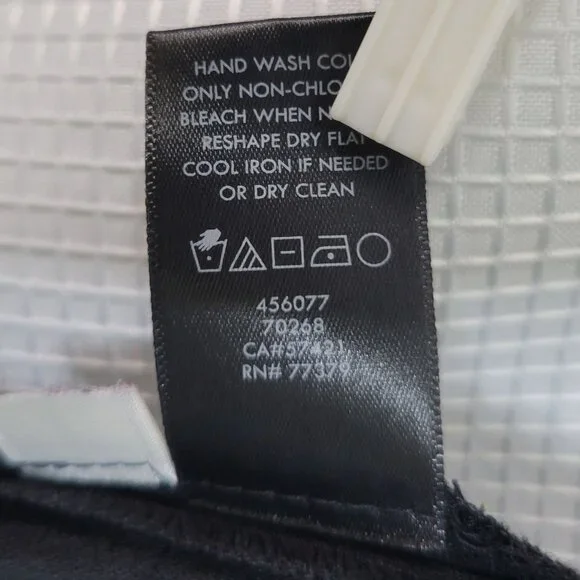 HAND WASH
ONLY NON-
BLEACH WHEN
RESHAPE DRY FLAT
COOL IRON IF NEEDED
OR DRY CLEAN
456077
70268
CA#57421
RN# 77379